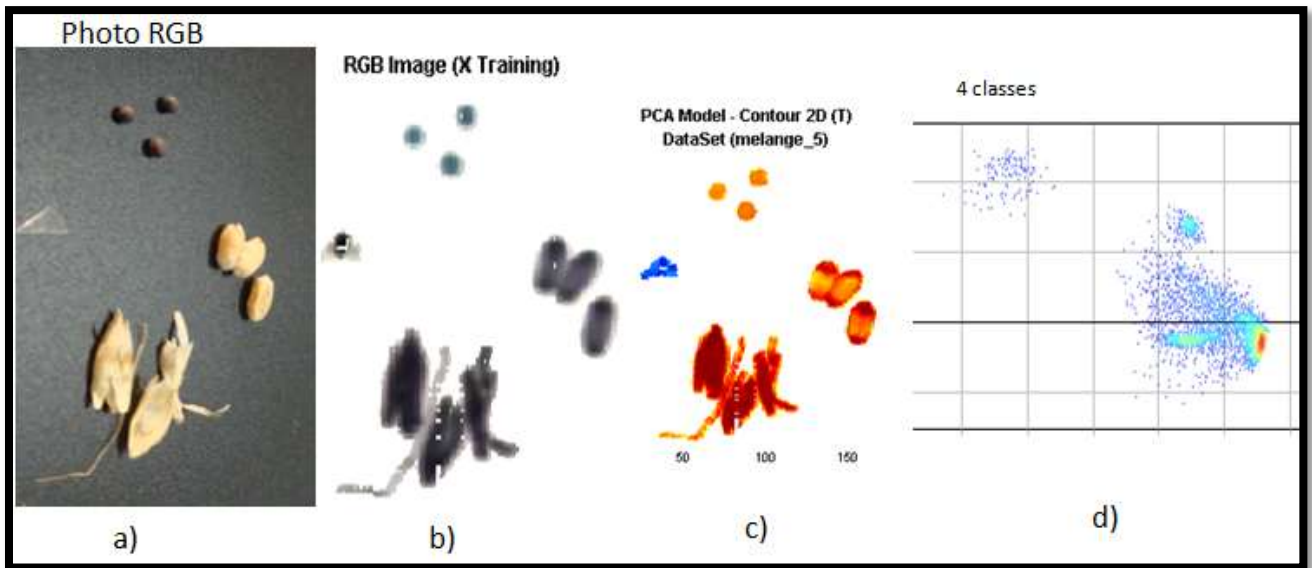 Photo RGB
RGB Image (X Training)
PCA Model - Contour 2D (T)
DataSet (melange_5)
4 classes
50 100 150
a)
b)
c)
d)